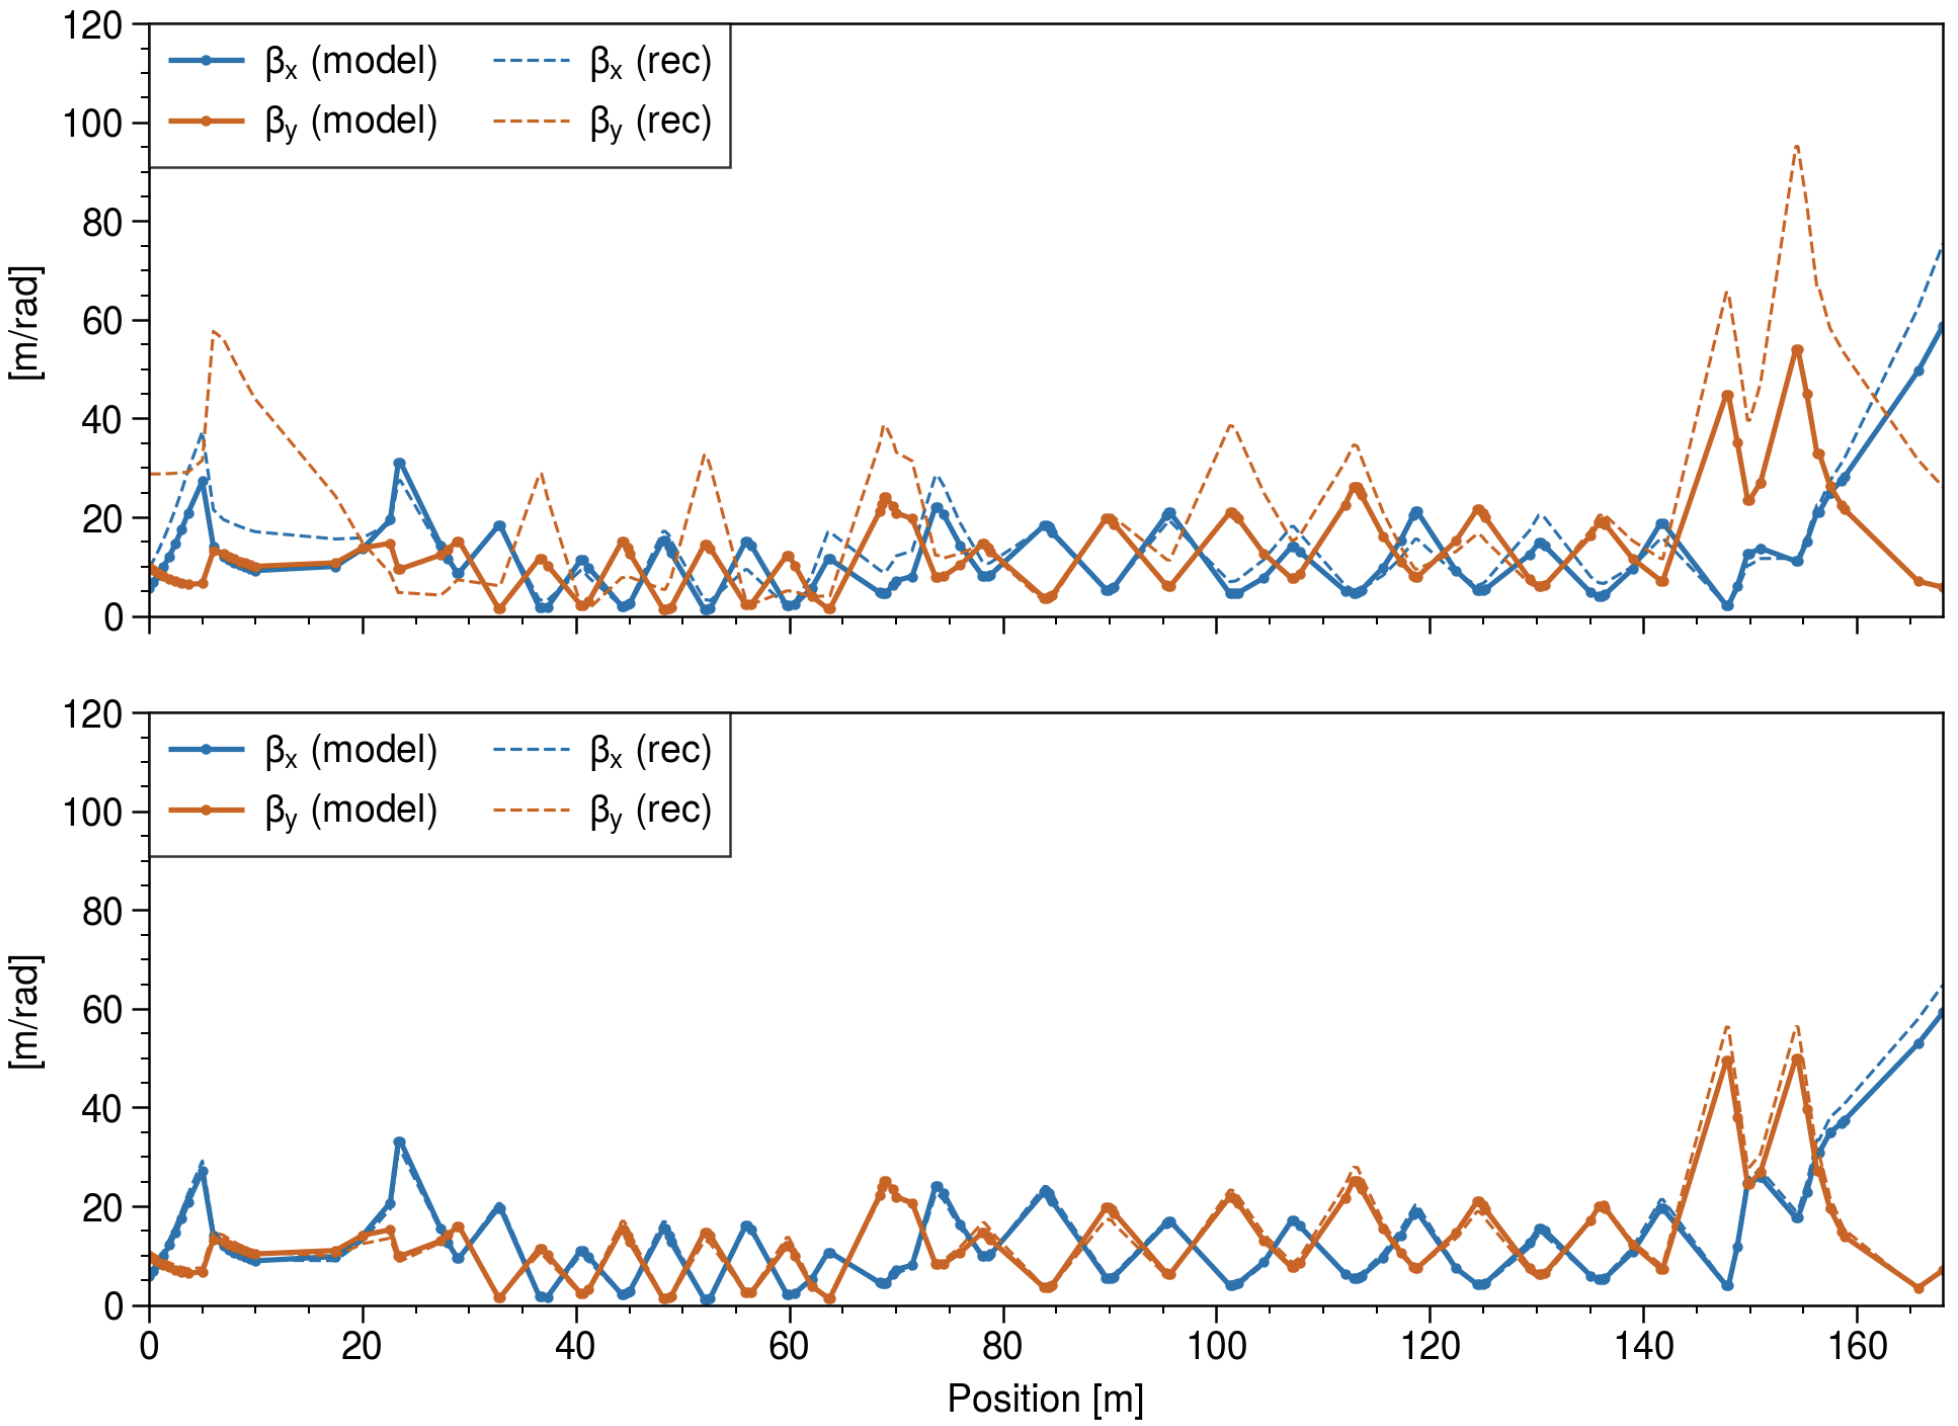 120
100
80
60
40
20
0
[m/rad]
βx (model) βx (rec)
βy (model) βy (rec)
120
100
80
60
40
20
0
[m/rad]
βx (model) βx (rec)
βy (model) βy (rec)
0 20 40 60 80 100 120 140 160
Position [m]